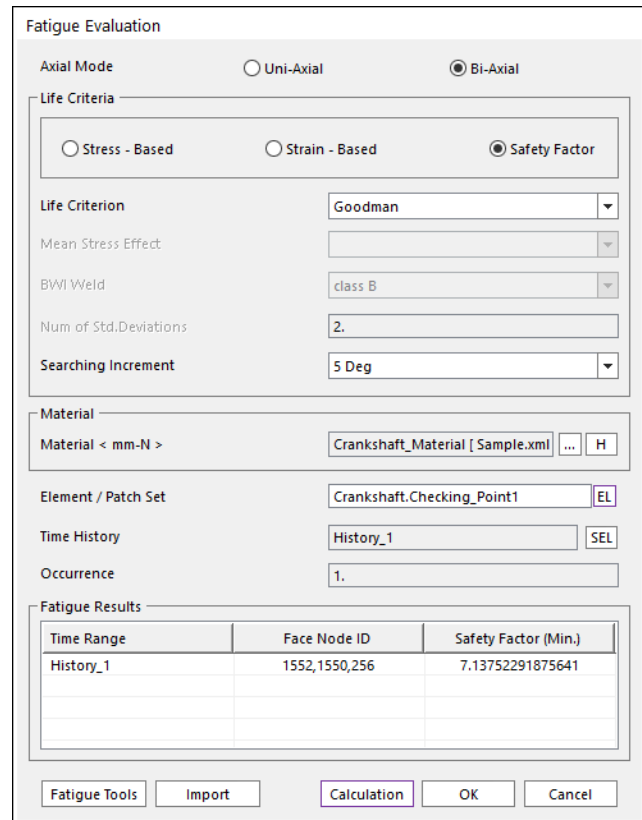 Fatigue Evaluation
Axial Mode Uni-Axial Bi-Axial
Life Criteria
Stress - Based Strain - Based Safety Factor
Life Criterion Goodman
Mean Stress Effect
BWI Weld class B
Num of Std.Deviations 2.
Searching Increment 5 Deg
Material
Material < mm-N > Crankshaft_Material [ Sample.xml ... H
Element / Patch Set Crankshaft.Checking_Point1 EL
Time History History_1 SEL
Occurrence 1.
Fatigue Results
Time Range Face Node ID Safety Factor (Min.)
History_1 1552,1550,256 7.13752291875641
Fatigue Tools Import Calculation OK Cancel